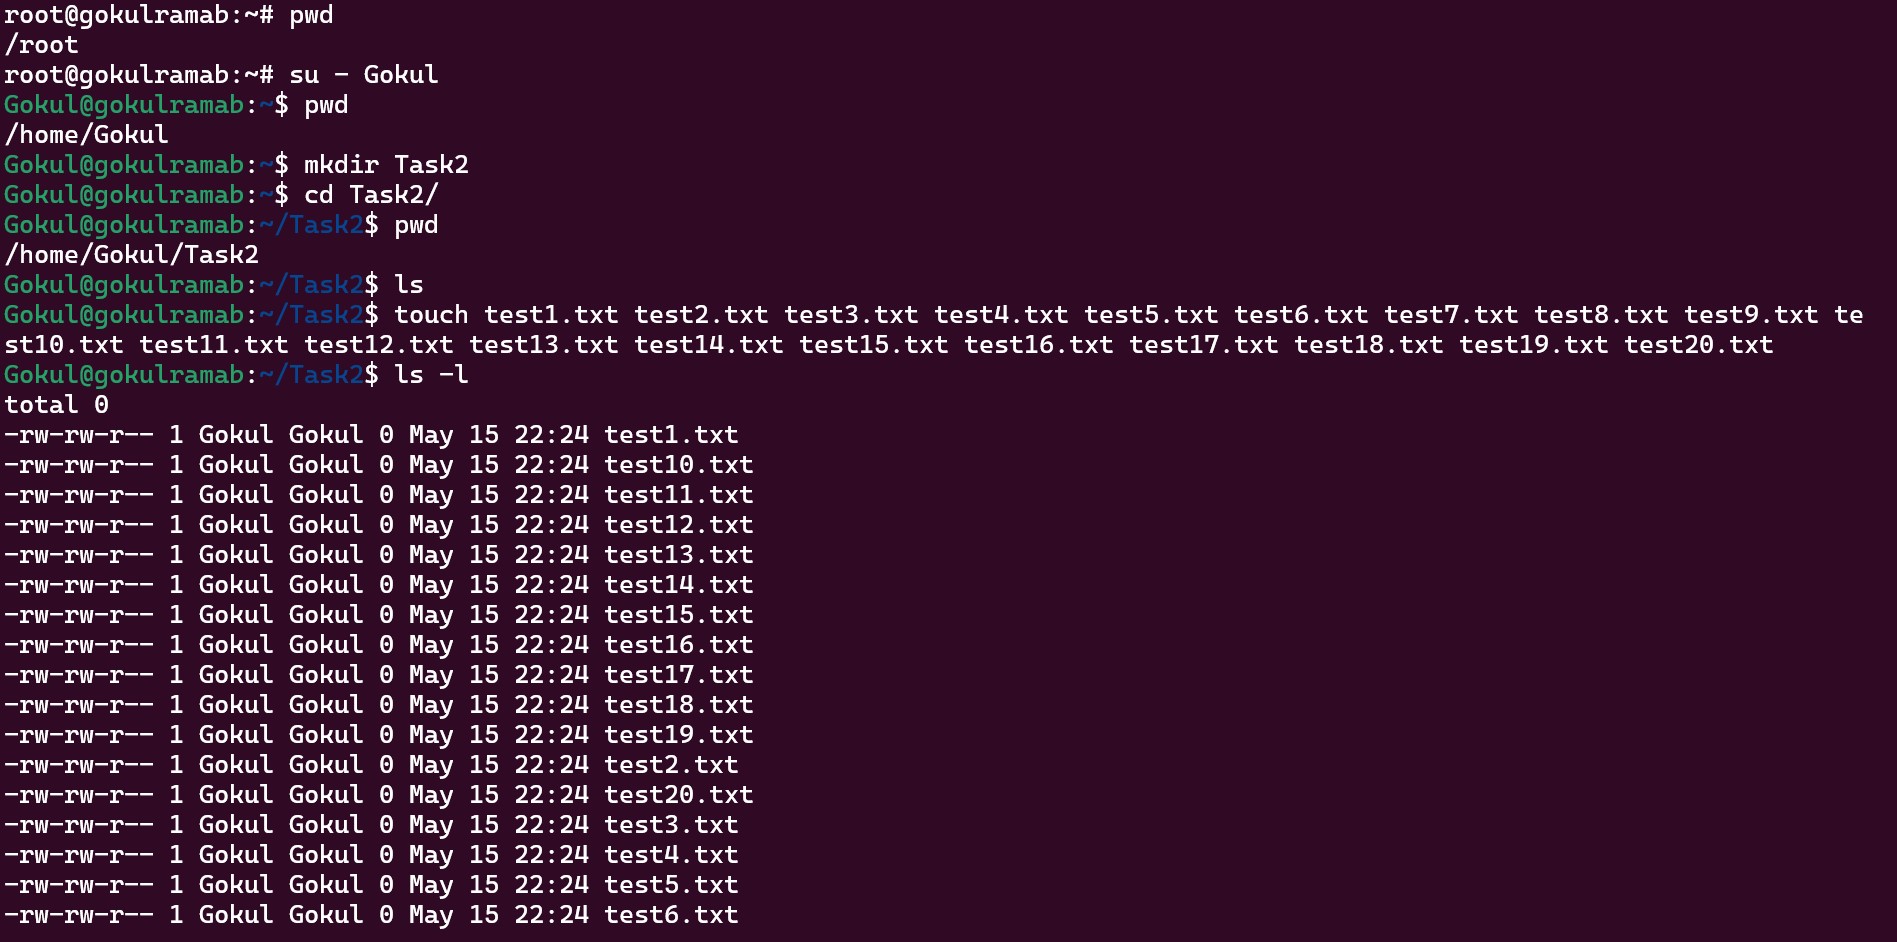 root@gokulramab:~# pwd
/root
root@gokulramab:~# su - Gokul
Gokul@gokulramab:~$ pwd
/home/Gokul
Gokul@gokulramab:~$ mkdir Task2
Gokul@gokulramab:~$ cd Task2/
Gokul@gokulramab:~/Task2$ pwd
/home/Gokul/Task2
Gokul@gokulramab:~/Task2$ ls
Gokul@gokulramab:~/Task2$ touch test1.txt test2.txt test3.txt test4.txt test5.txt test6.txt test7.txt test8.txt test9.txt te
st10.txt test11.txt test12.txt test13.txt test14.txt test15.txt test16.txt test17.txt test18.txt test19.txt test20.txt
Gokul@gokulramab:~/Task2$ ls -l
total 0
-rw-rw-r-- 1 Gokul Gokul 0 May 15 22:24 test1.txt
-rw-rw-r-- 1 Gokul Gokul 0 May 15 22:24 test10.txt
-rw-rw-r-- 1 Gokul Gokul 0 May 15 22:24 test11.txt
-rw-rw-r-- 1 Gokul Gokul 0 May 15 22:24 test12.txt
-rw-rw-r-- 1 Gokul Gokul 0 May 15 22:24 test13.txt
-rw-rw-r-- 1 Gokul Gokul 0 May 15 22:24 test14.txt
-rw-rw-r-- 1 Gokul Gokul 0 May 15 22:24 test15.txt
-rw-rw-r-- 1 Gokul Gokul 0 May 15 22:24 test16.txt
-rw-rw-r-- 1 Gokul Gokul 0 May 15 22:24 test17.txt
-rw-rw-r-- 1 Gokul Gokul 0 May 15 22:24 test18.txt
-rw-rw-r-- 1 Gokul Gokul 0 May 15 22:24 test19.txt
-rw-rw-r-- 1 Gokul Gokul 0 May 15 22:24 test2.txt
-rw-rw-r-- 1 Gokul Gokul 0 May 15 22:24 test20.txt
-rw-rw-r-- 1 Gokul Gokul 0 May 15 22:24 test3.txt
-rw-rw-r-- 1 Gokul Gokul 0 May 15 22:24 test4.txt
-rw-rw-r-- 1 Gokul Gokul 0 May 15 22:24 test5.txt
-rw-rw-r-- 1 Gokul Gokul 0 May 15 22:24 test6.txt